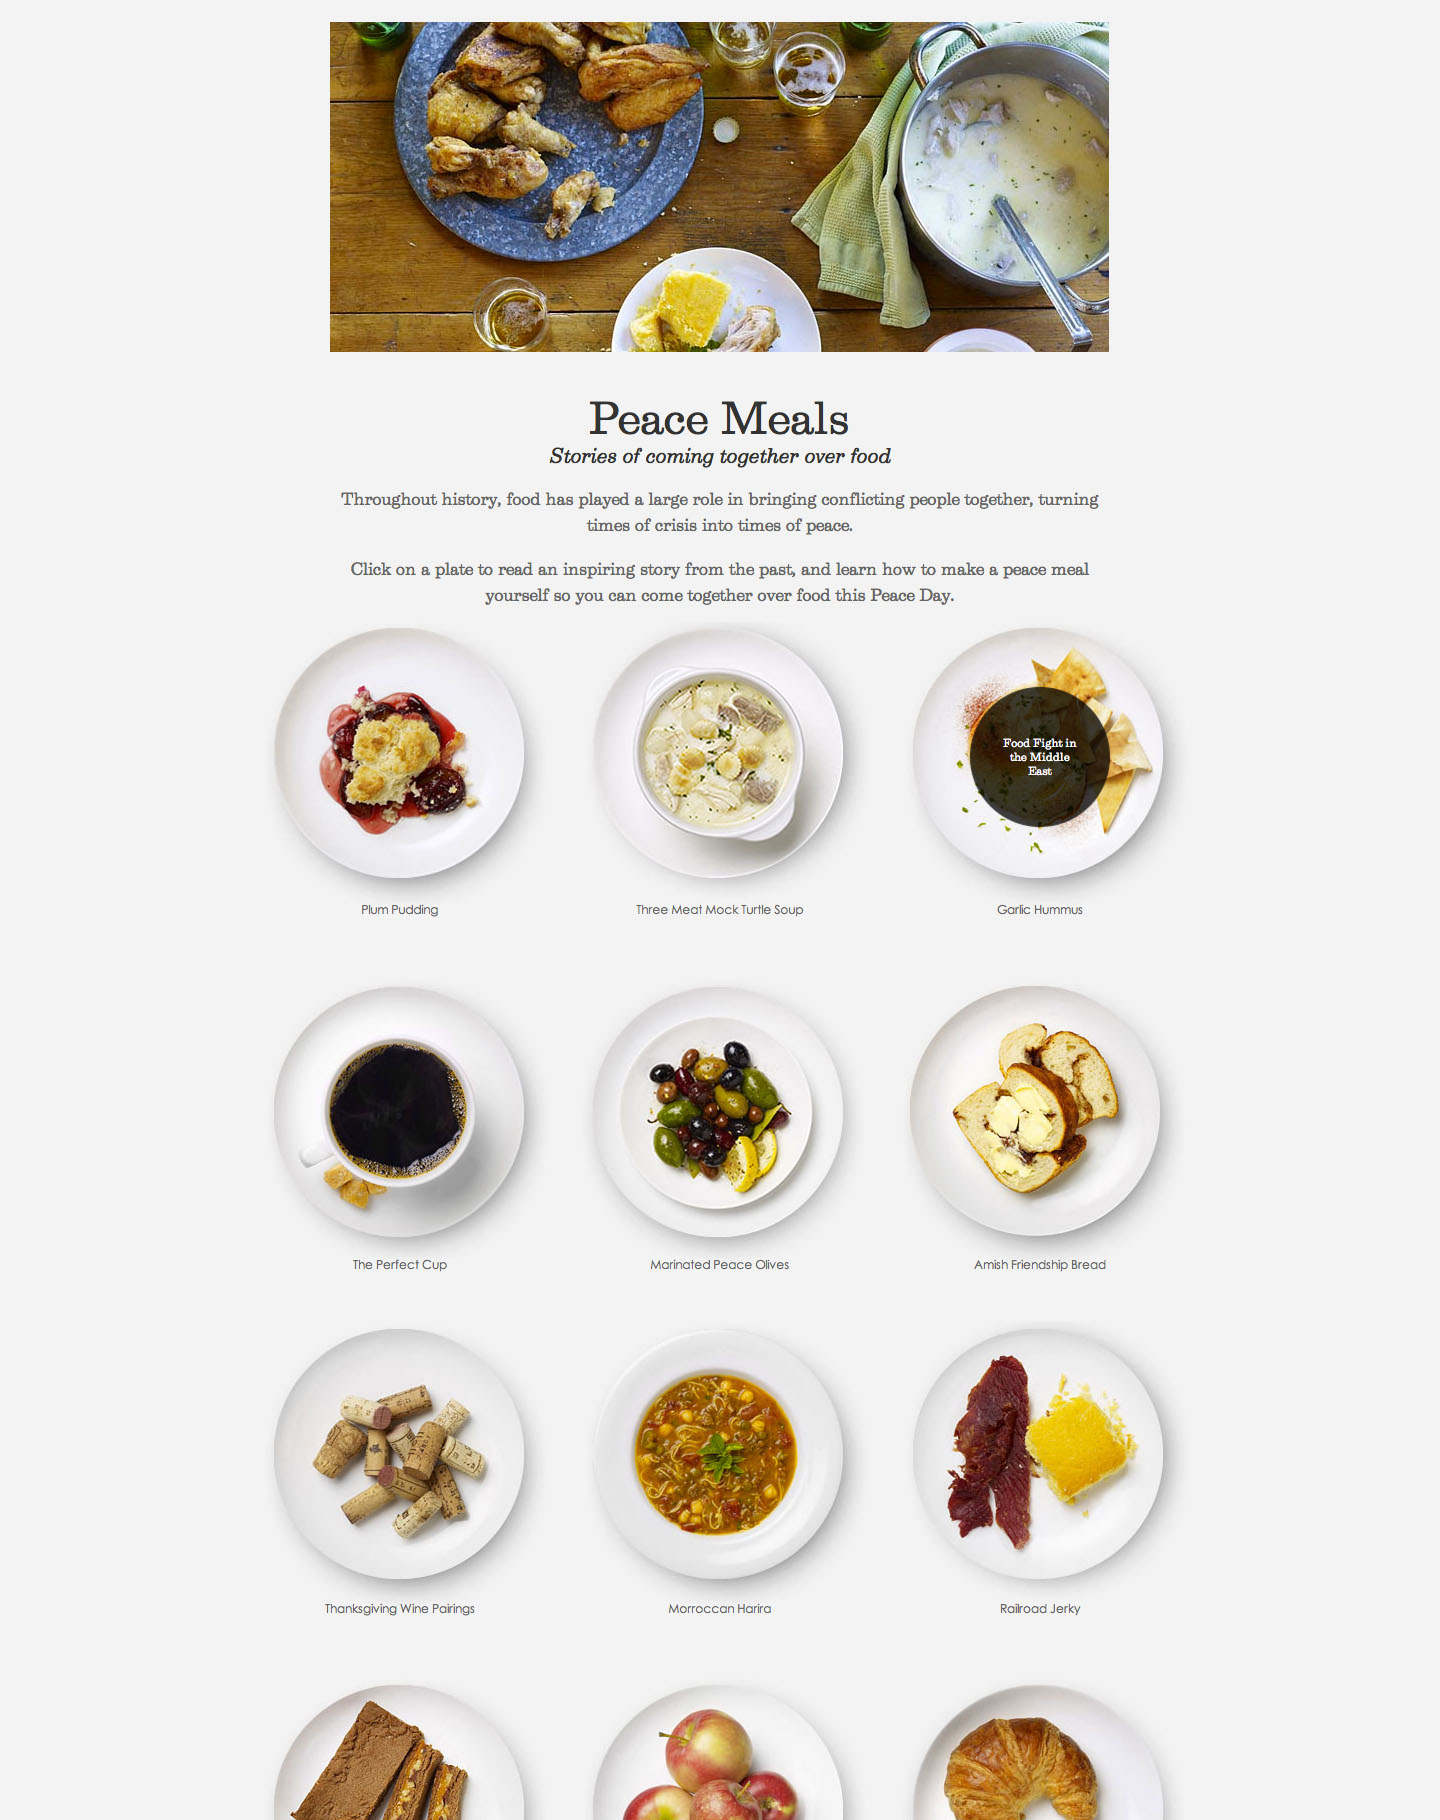 Peace Meals
Stories of coming together over food
Throughout history, food has played a large role in bringing conflicting people together, turning
times of crisis into times of peace.
Click on a plate to read an inspiring story from the past, and learn how to make a peace meal
yourself so you can come together over food this Peace Day.
Food Fight in
the Middle
East
Plum Pudding
Three Meat Mock Turtle Soup
Garlic Hummus
The Perfect Cup
Marinated Peace Olives
Amish Friendship Bread
Thanksgiving Wine Pairings
Morroccan Harira
Railroad Jerky